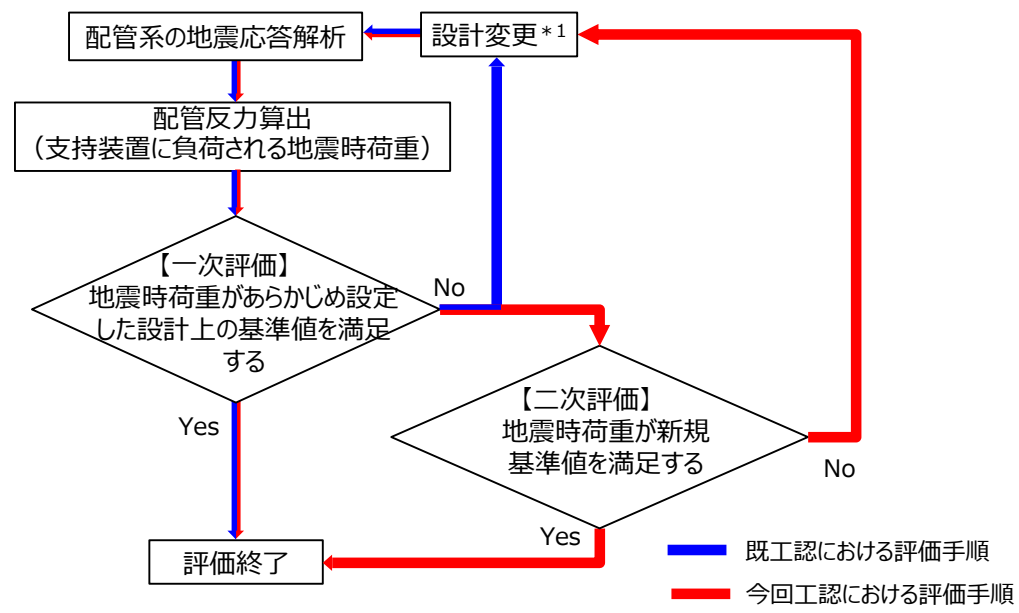 配管系の地震応答解析
設計変更*1
配管反力算出
（支持装置に負荷される地震時荷重）
【一次評価】
地震時荷重があらかじめ設定
した設計上の基準値を満足
する
No
Yes
【二次評価】
地震時荷重が新規
基準値を満足する
No
Yes
評価終了
既工認における評価手順
今回工認における評価手順